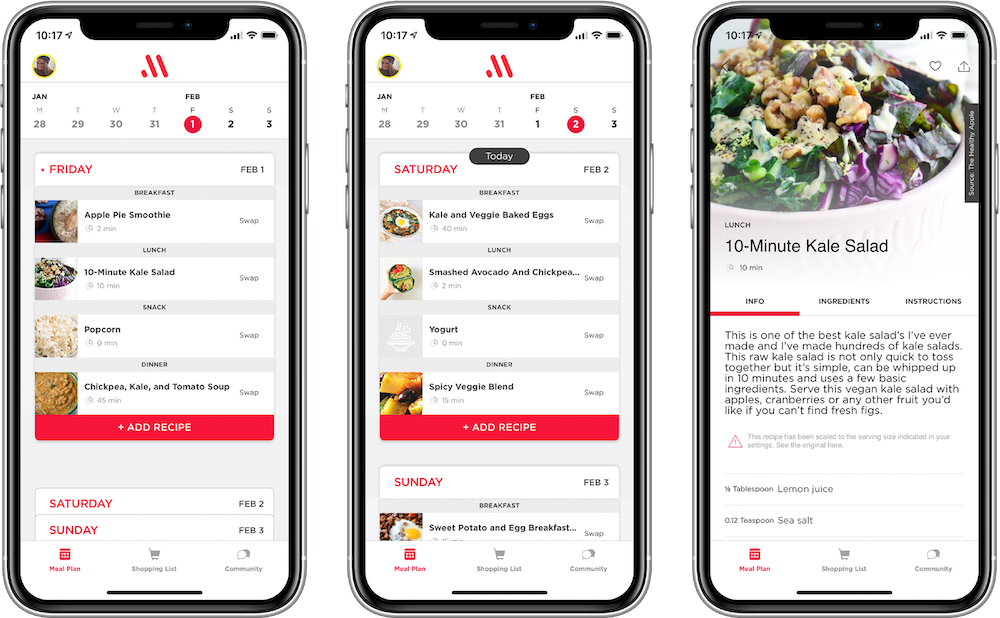 10:17
JAN FEB
M T W T F S S
28 29 30 31 1 2 3
• FRIDAY FEB 1
BREAKFAST
Apple Pie Smoothie
2 min
Swap
LUNCH
10-Minute Kale Salad
10 min
Swap
SNACK
Popcorn
0 min
Swap
DINNER
Chickpea, Kale, and Tomato Soup
45 min
Swap
+ ADD RECIPE
SATURDAY FEB 2
SUNDAY FEB 3
Meal Plan Shopping List Community
10:17
JAN FEB
M T W T F S S
28 29 30 31 1 2 3
Today
SATURDAY FEB 2
BREAKFAST
Kale and Veggie Baked Eggs
40 min
Swap
LUNCH
Smashed Avocado And Chickpea...
2 min
Swap
SNACK
Yogurt
0 min
Swap
DINNER
Spicy Veggie Blend
15 min
Swap
+ ADD RECIPE
SUNDAY FEB 3
BREAKFAST
Sweet Potato and Egg Breakfast...
Swap
Meal Plan Shopping List Community
10:17
Source: The Healthy Apple
LUNCH
10-Minute Kale Salad
10 min
INFO INGREDIENTS INSTRUCTIONS
This is one of the best kale salad's I've ever
made and I've made hundreds of kale salads.
This raw kale salad is not only quick to toss
together but it's simple, can be whipped up
in 10 minutes and uses a few basic
ingredients. Serve this vegan kale salad with
apples, cranberries or any other fruit you'd
like if you can't find fresh figs.
This recipe has been scaled to the serving size indicated in your
settings. See the original here.
½ Tablespoon Lemon juice
0.12 Teaspoon Sea salt
Meal Plan Shopping List Community